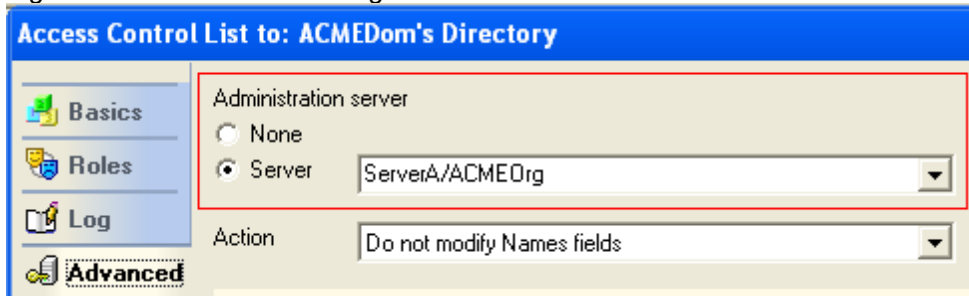 Access Control List to: ACMEDom's Directory
Basics
Roles
Log
Advanced
Administration server
None
Server ServerA/ACMEOrg
Action Do not modify Names fields